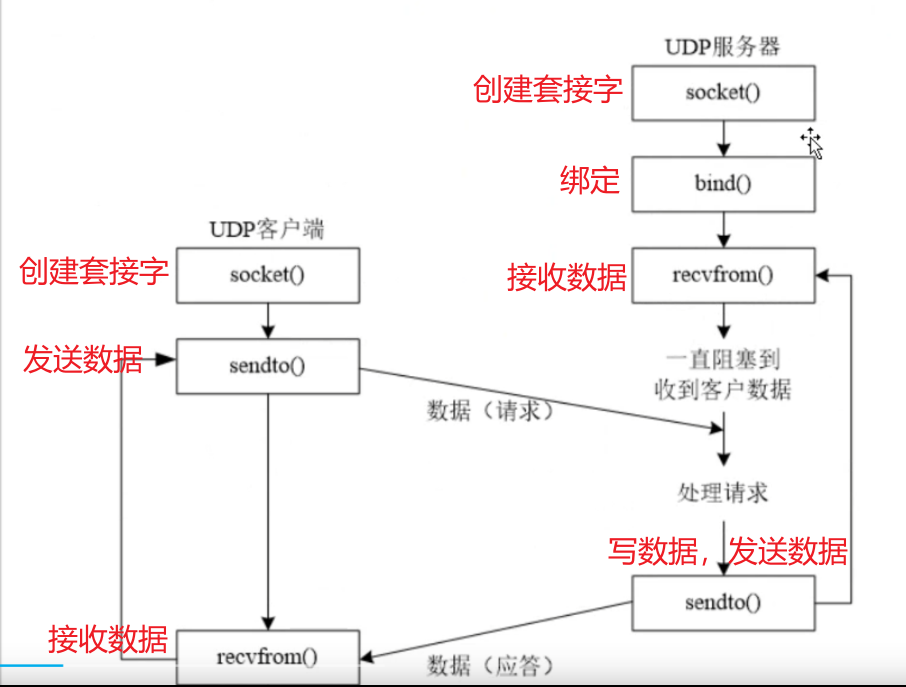 UDP服务器
创建套接字
socket()
绑定
bind()
接收数据
recvfrom()
一直阻塞到
收到客户数据
处理请求
写数据，发送数据
sendto()
UDP客户端
创建套接字
socket()
发送数据
sendto()
数据（请求）
接收数据
recvfrom()
数据（应答）